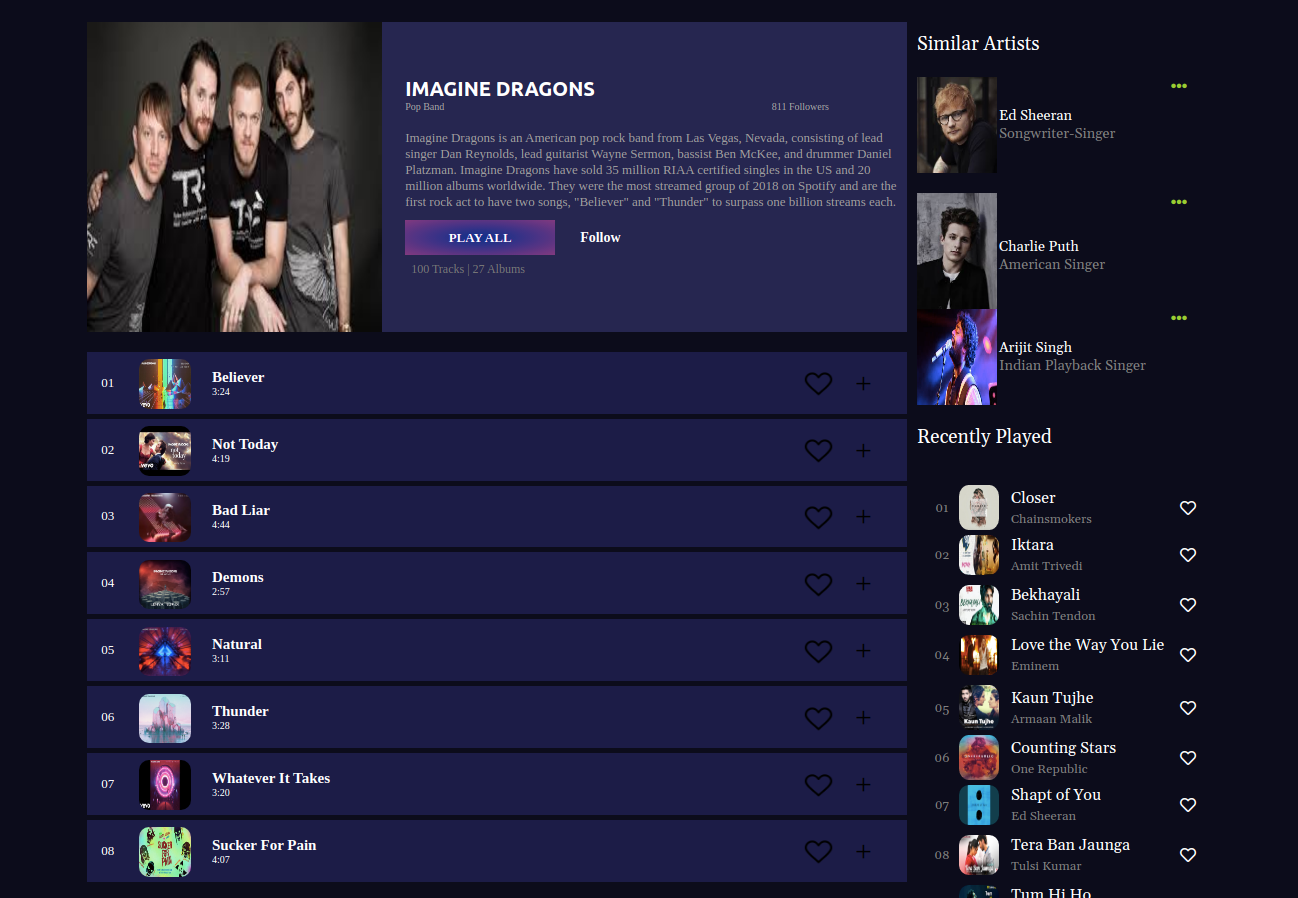 IMAGINE DRAGONS
Pop Band 811 Followers
Imagine Dragons is an American pop rock band from Las Vegas, Nevada, consisting of lead
singer Dan Reynolds, lead guitarist Wayne Sermon, bassist Ben McKee, and drummer Daniel
Platzman. Imagine Dragons have sold 35 million RIAA certified singles in the US and 20
million albums worldwide. They were the most streamed group of 2018 on Spotify and are the
first rock act to have two songs, "Believer" and "Thunder" to surpass one billion streams each.
PLAY ALL Follow
100 Tracks | 27 Albums
01 Believer
3:24
02 Not Today
4:19
03 Bad Liar
4:44
04 Demons
2:57
05 Natural
3:11
06 Thunder
3:28
07 Whatever It Takes
3:20
08 Sucker For Pain
4:07
Similar Artists
Ed Sheeran
Songwriter-Singer
Charlie Puth
American Singer
Arijit Singh
Indian Playback Singer
Recently Played
01 Closer
Chainsmokers
02 Iktara
Amit Trivedi
03 Bekhayali
Sachin Tendon
04 Love the Way You Lie
Eminem
05 Kaun Tujhe
Armaan Malik
06 Counting Stars
One Republic
07 Shapt of You
Ed Sheeran
08 Tera Ban Jaunga
Tulsi Kumar
Tum Hi Ho